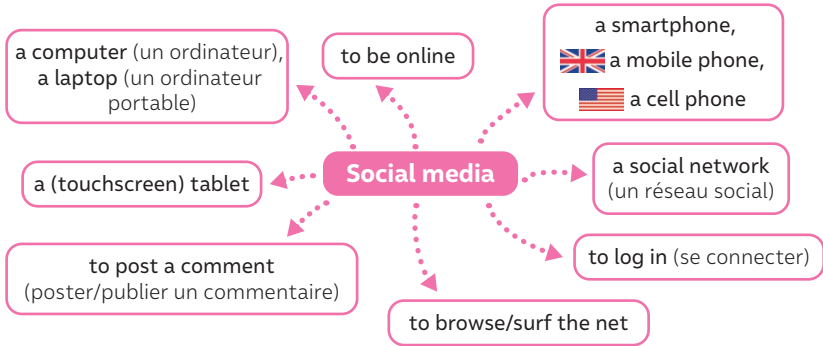 a computer (un ordinateur),
a laptop (un ordinateur
portable)
to be online
a smartphone,
a mobile phone,
a cell phone
Social media
a (touchscreen) tablet
a social network
(un réseau social)
to post a comment
(poster/publier un commentaire)
to log in (se connecter)
to browse/surf the net